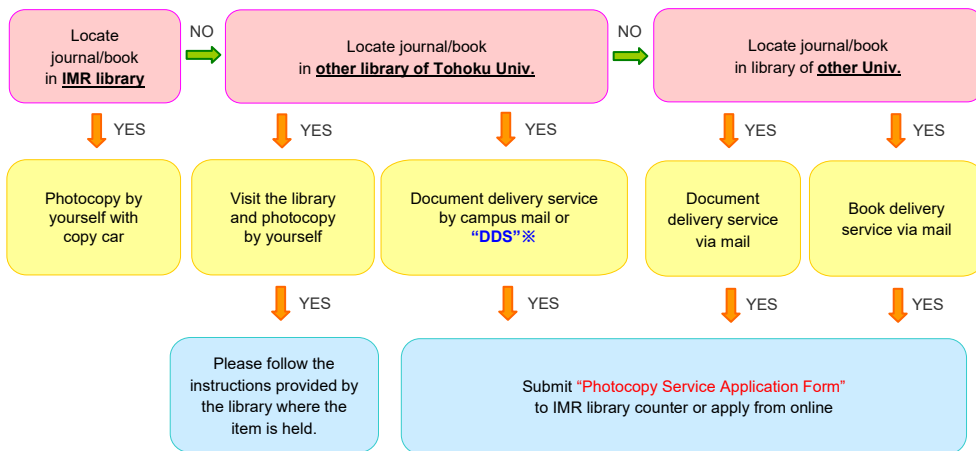 Locate
journal/book
in IMR library
NO
Locate journal/book
in other library of Tohoku Univ.
NO
Locate journal/book
in library of other Univ.
YES
YES
YES
YES
YES
Photocopy by
yourself with
copy car
Visit the library
and photocopy
by yourself
Document delivery service
by campus mail or
“DDS”※
Document
delivery service
via mail
Book delivery
service via mail
YES
YES
YES
YES
Please follow the
instructions provided by
the library where the
item is held.
Submit “Photocopy Service Application Form”
to IMR library counter or apply from online